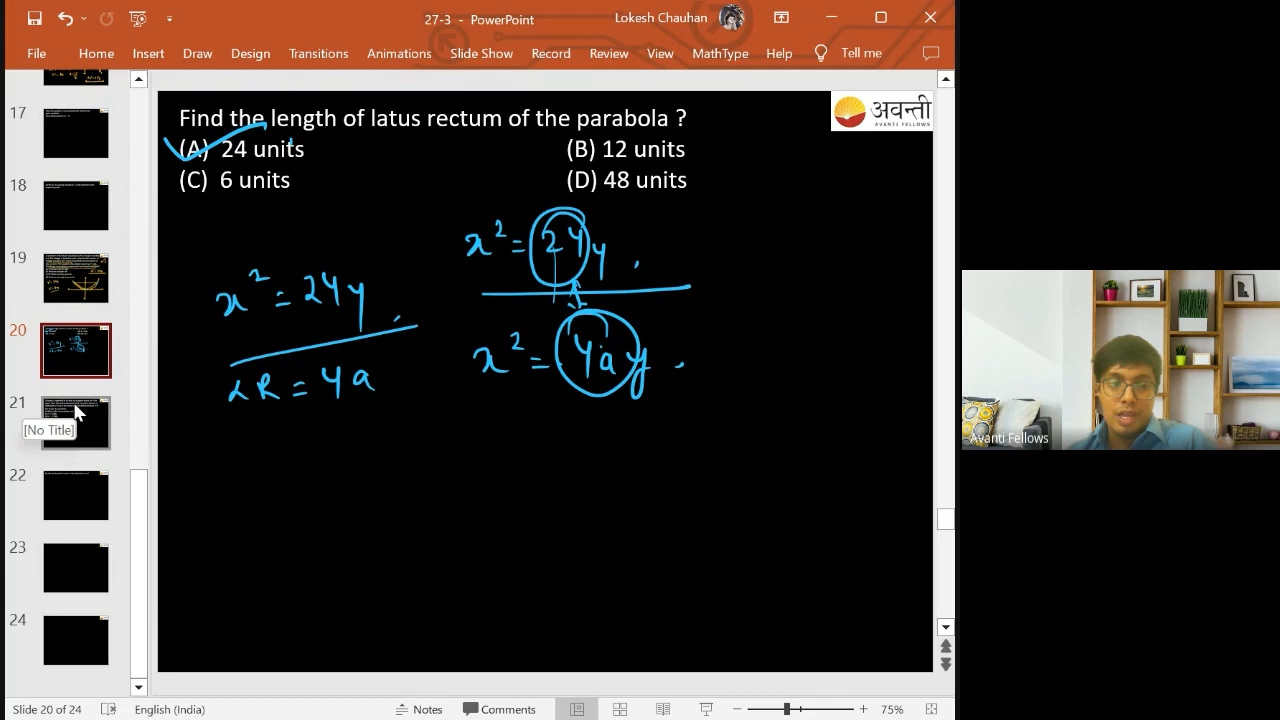 27-3 - PowerPoint
Lokesh Chauhan
File Home Insert Draw Design Transitions Animations Slide Show Record Review View MathType Help Tell me
17
18
19
20
21
[No Title]
22
23
24
Find the length of latus rectum of the parabola ?
(A) 24 units (B) 12 units
(C) 6 units (D) 48 units
अवन्ती
AVANTI FELLOWS
x² = 24y
x² = 24y
LR = 4a
x² = 4ay
Avanti Fellows
Slide 20 of 24 English (India) Notes Comments 75%